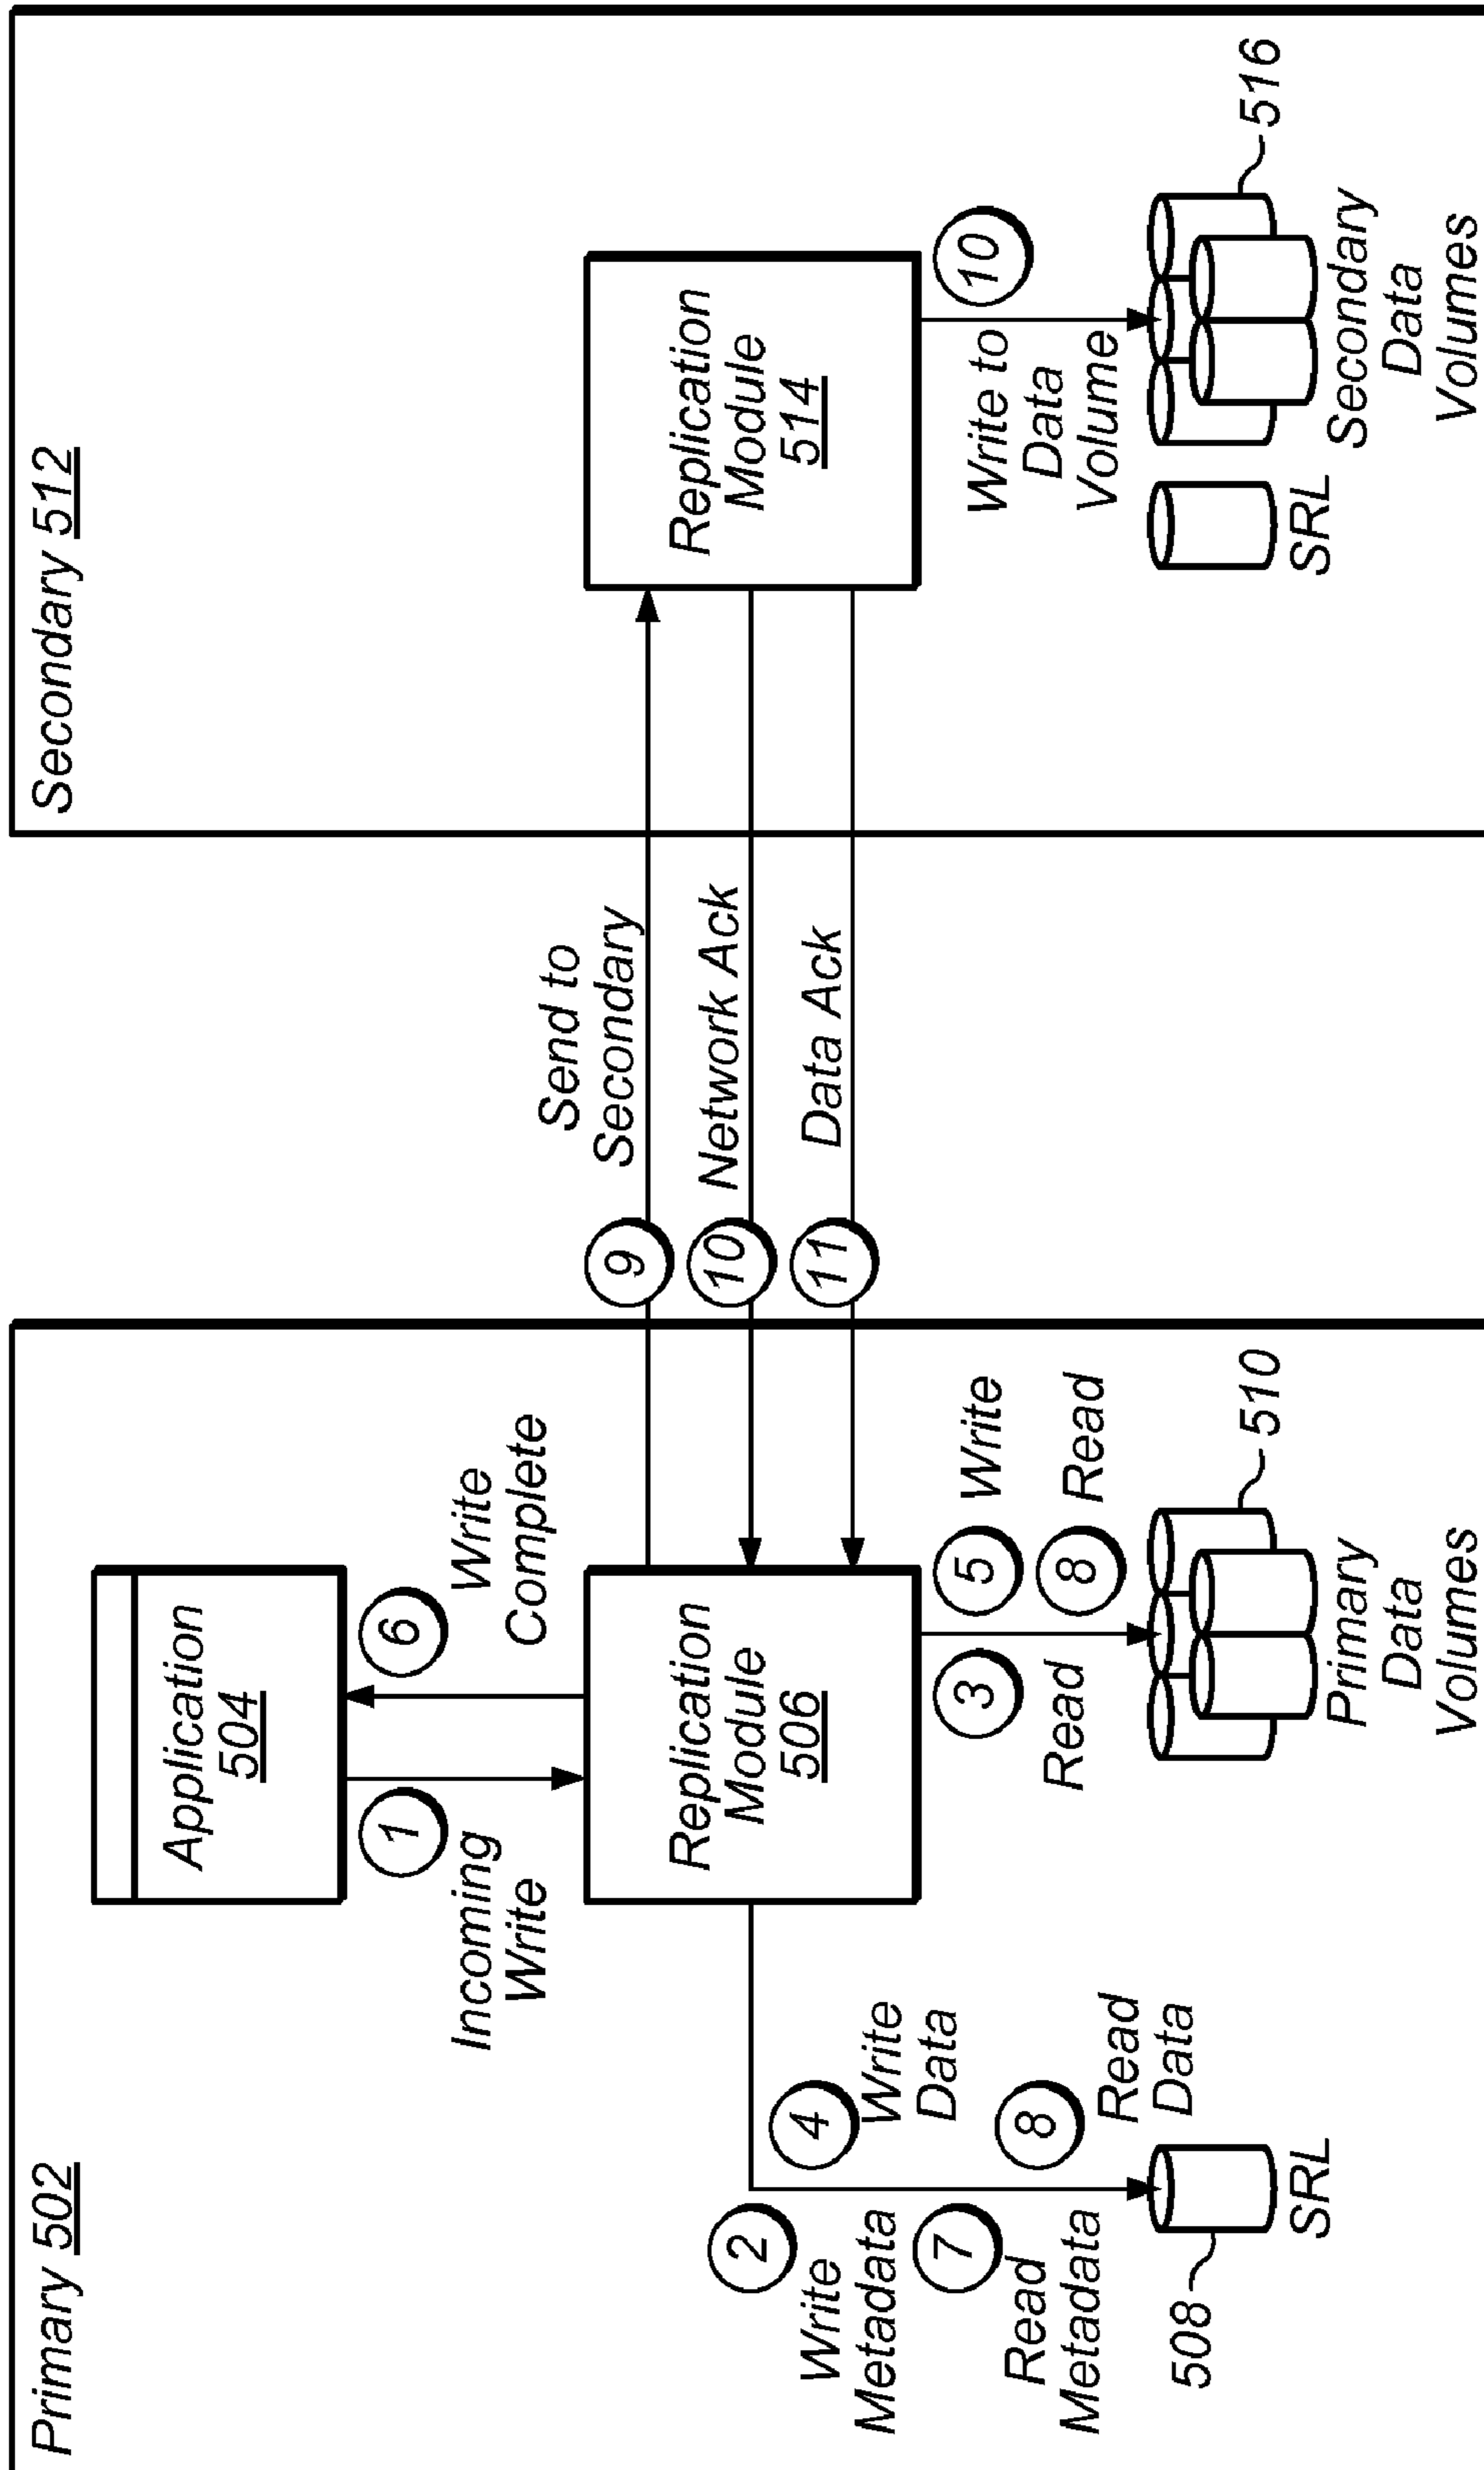 Primary 502
Application
504
1
Incoming
Write
6
Write
Complete
Replication
Module
506
2
Write
Metadata
4
Write
Data
7
Read
Metadata
8
Read
Data
508
SRL
3
Read
5
Write
8
Read
510
Primary
Data
Volumes
9
Send to
Secondary
10
Network Ack
11
Data Ack
Secondary 512
Replication
Module
514
10
Write to
Data
Volume
SRL
516
Secondary
Data
Volumes